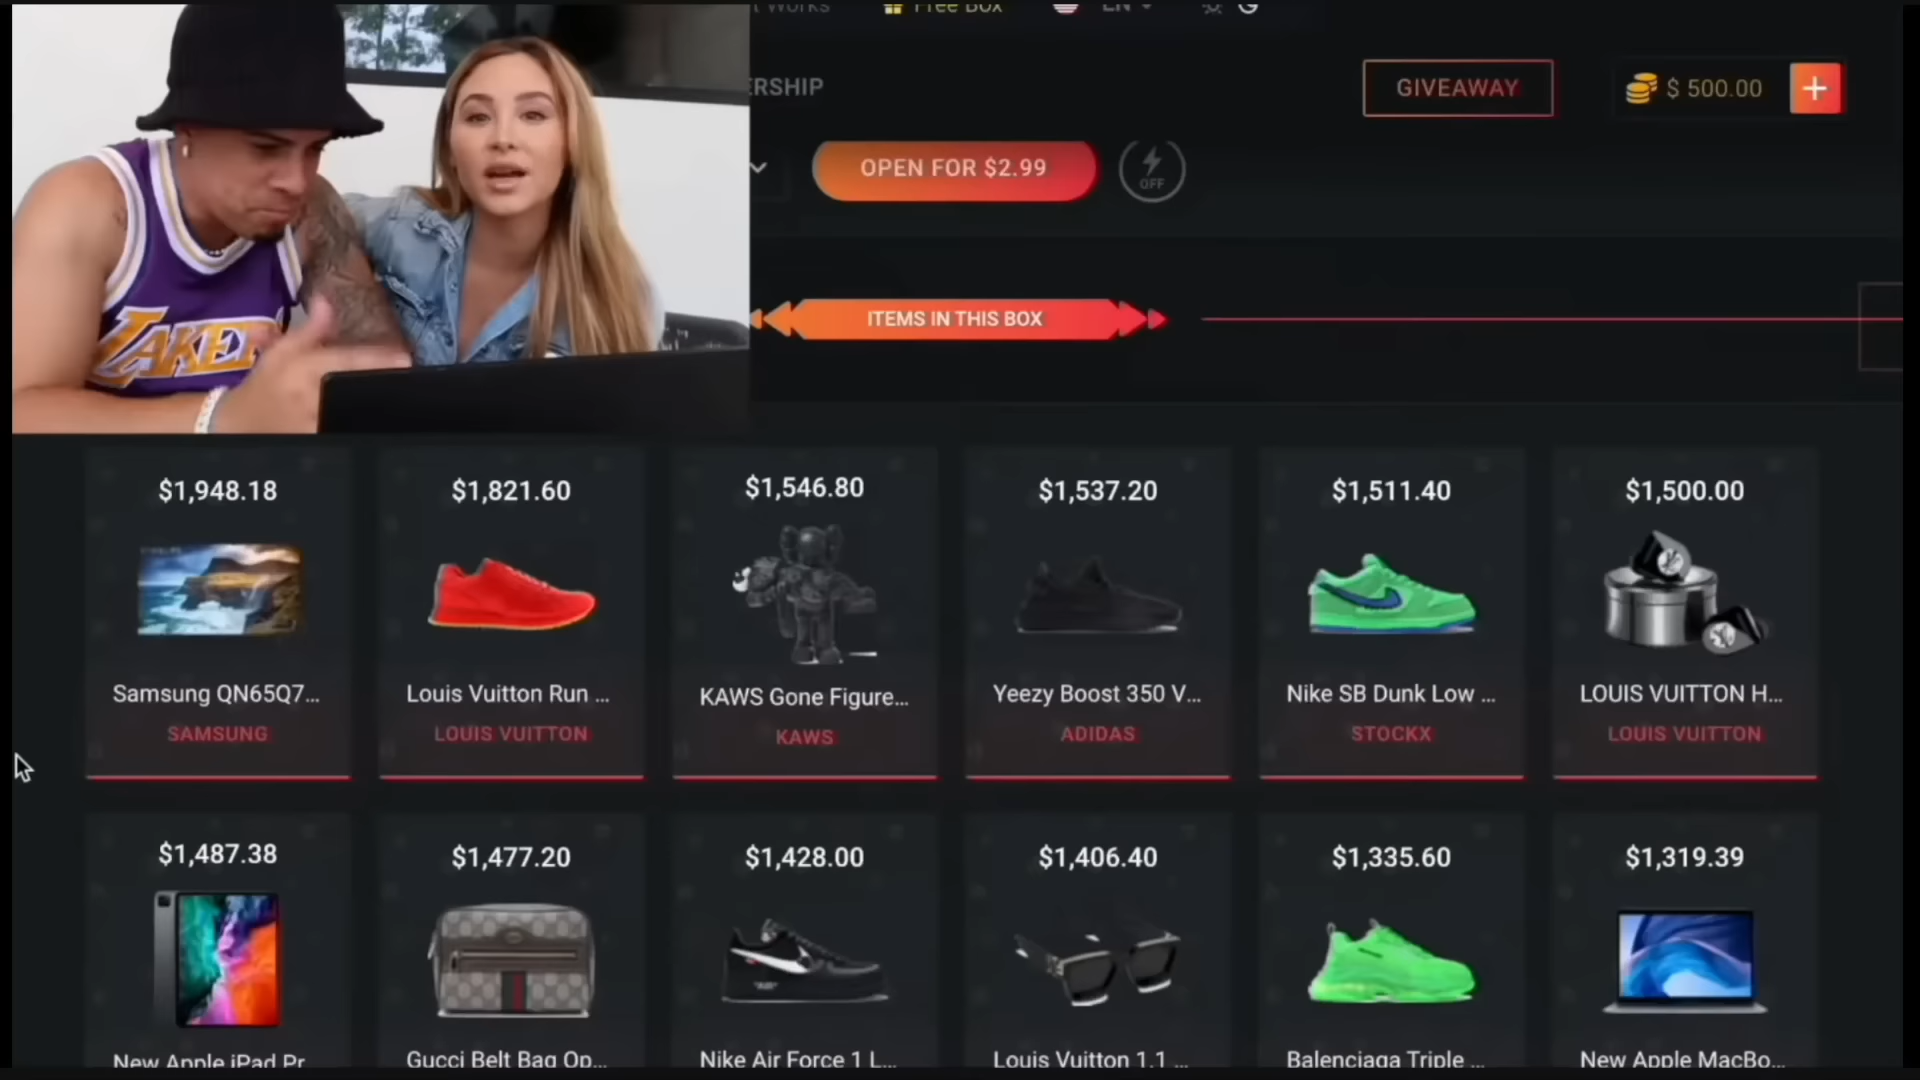 Free Box
EN
ERSHIP
GIVEAWAY
$ 500.00
+
OPEN FOR $2.99
OFF
ITEMS IN THIS BOX
LAKE
$1,948.18
$1,821.60
$1,546.80
$1,537.20
$1,511.40
$1,500.00
Samsung QN65Q7...
Louis Vuitton Run ...
KAWS Gone Figure...
Yeezy Boost 350 V...
Nike SB Dunk Low ...
LOUIS VUITTON H...
SAMSUNG
LOUIS VUITTON
KAWS
ADIDAS
STOCKX
LOUIS VUITTON
$1,487.38
$1,477.20
$1,428.00
$1,406.40
$1,335.60
$1,319.39
New Apple iPad Pr
Gucci Belt Bag Op...
Nike Air Force 1 L...
Louis Vuitton 1.1 ...
Balenciaga Triple ...
New Apple MacBo...